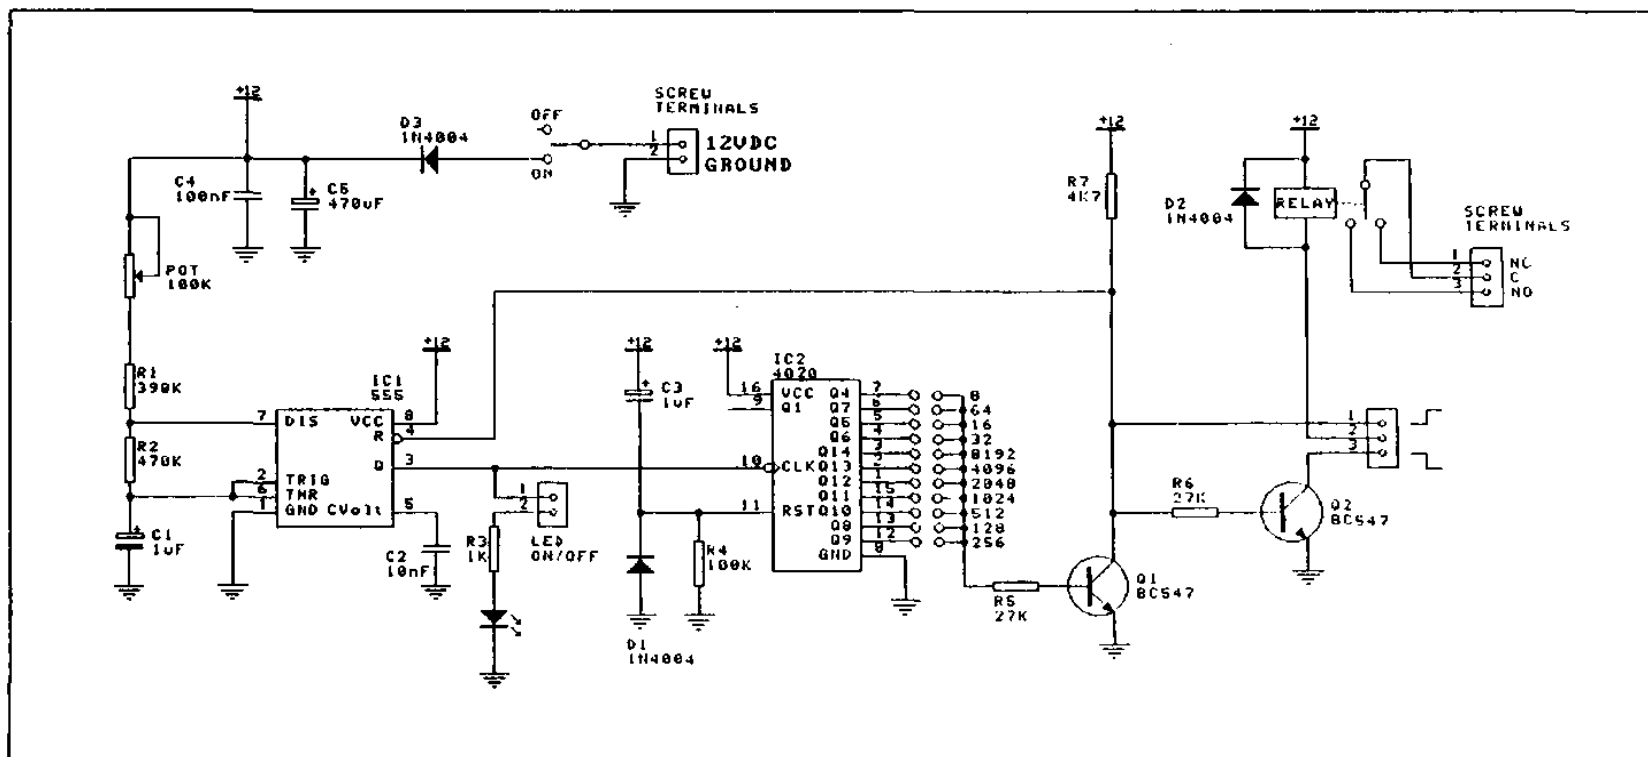 +12
SCREW
TERMINALS
OFF
ON
D3
1N4004
1
2
12VDC
GROUND
C4
100nF
+
C5
470uF
POT
100K
R1
390K
R2
470K
+
C1
1uF
IC1
555
7
DIS
VCC
8
R
4
Q
3
2
TRIG
6
THR
1
GND
CVolt
5
+12
C2
10nF
R3
1K
1
2
LED
ON/OFF
+12
+
C3
1uF
D1
1N4004
R4
100K
+12
IC2
4020
16
VCC
9
Q1
10
CLK
11
RST
Q4 7 8
Q7 6 64
Q5 5 16
Q6 4 32
Q14 3 8192
Q13 2 4096
Q12 1 2048
Q11 15 1024
Q10 14 512
Q8 13 128
Q9 12 256
GND 8
R5
27K
Q1
BC547
+12
R7
4K7
R6
27K
Q2
BC547
1
2
3
+12
D2
1N4004
RELAY
SCREW
TERMINALS
1 NC
2 C
3 NO